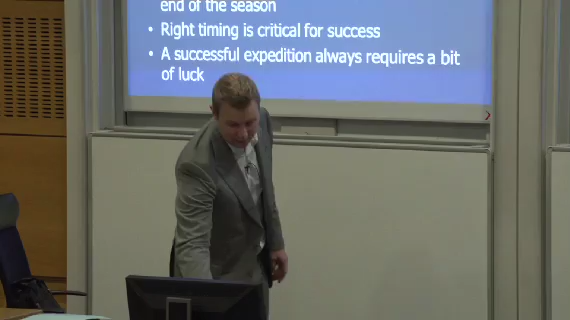 end of the season
• Right timing is critical for success
• A successful expedition always requires a bit
of luck